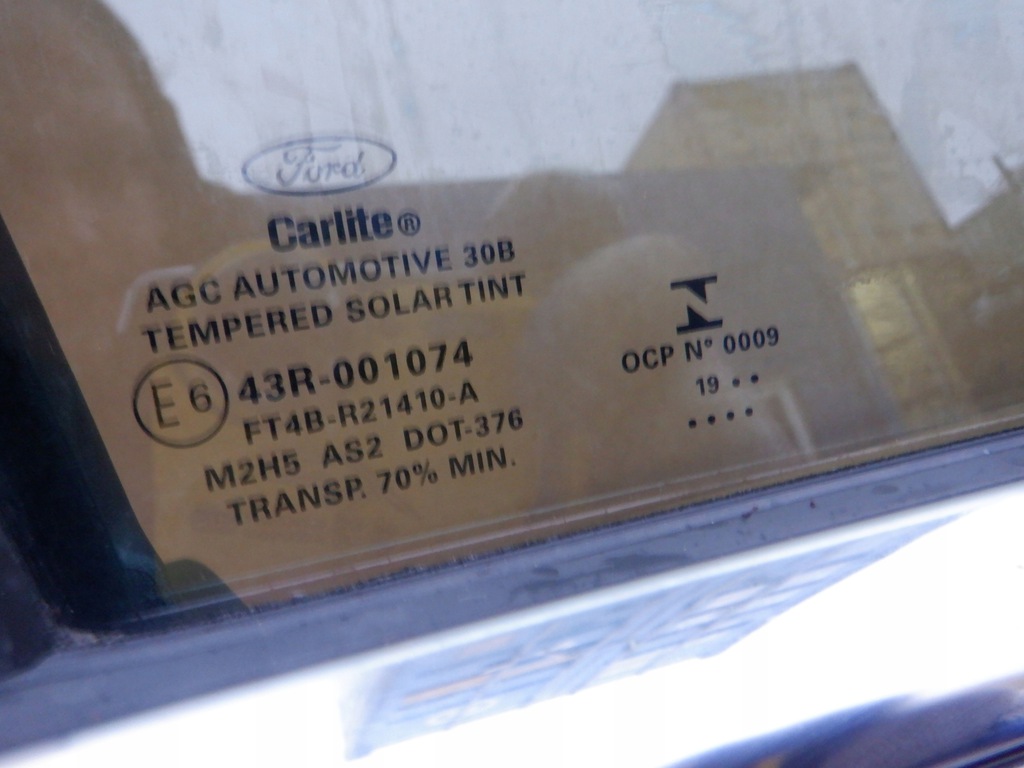 Ford
Carlite®
AGC AUTOMOTIVE 30B
TEMPERED SOLAR TINT
E6 43R-001074
FT4B-R21410-A
M2H5 AS2 DOT-376
TRANSP. 70% MIN.
OCP N° 0009
19 • •
• • • •